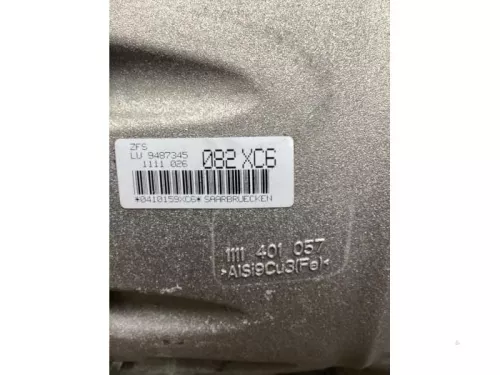 ZFS
LU 9487345 082 XC6
1111 026
*0410159XC6* SAARBRUECKEN
1111 401 057
>AlSi9Cu3(Fe)<